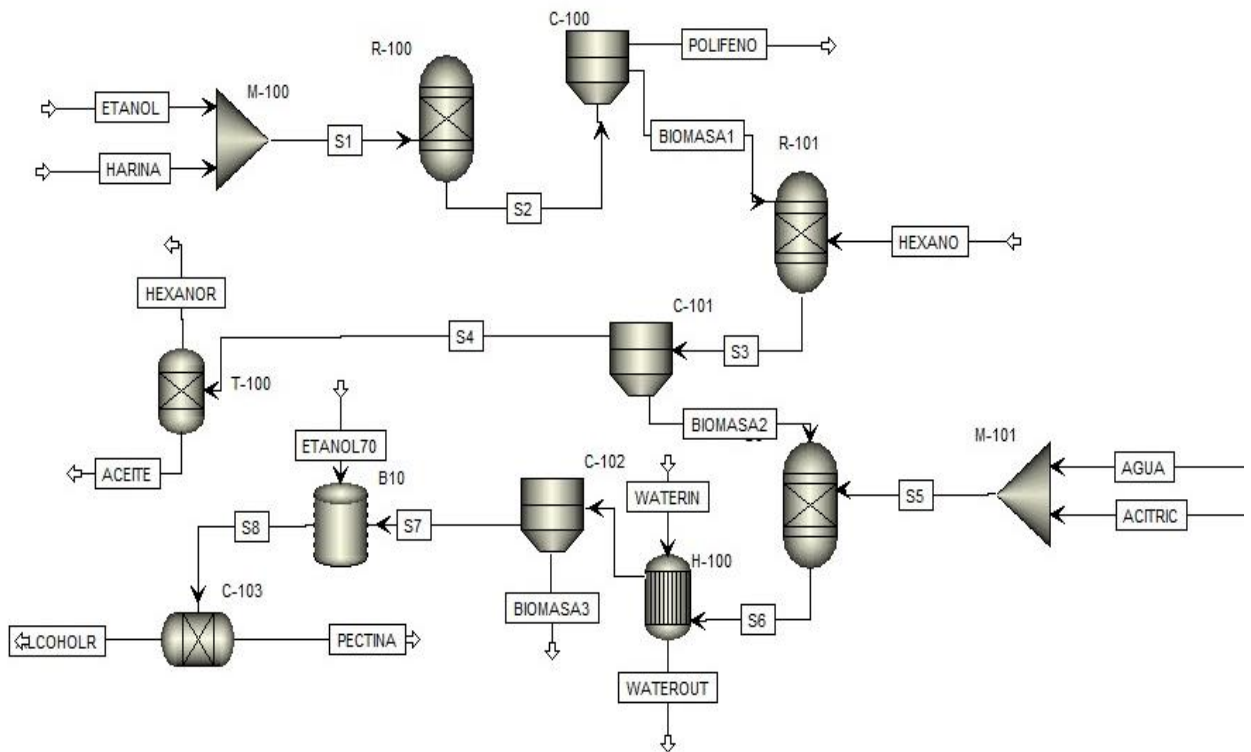 C-100
POLIFENO
R-100
M-100
ETANOL
HARINA
S1
S2
BIOMASA1
R-101
HEXANO
HEXANOR
S4
C-101
S3
T-100
ACEITE
BIOMASA2
M-101
AGUA
ACITRIC
S5
ETANOL70
B10
C-102
WATERIN
S8
S7
H-100
S6
BIOMASA3
C-103
LCOHOLR
PECTINA
WATEROUT